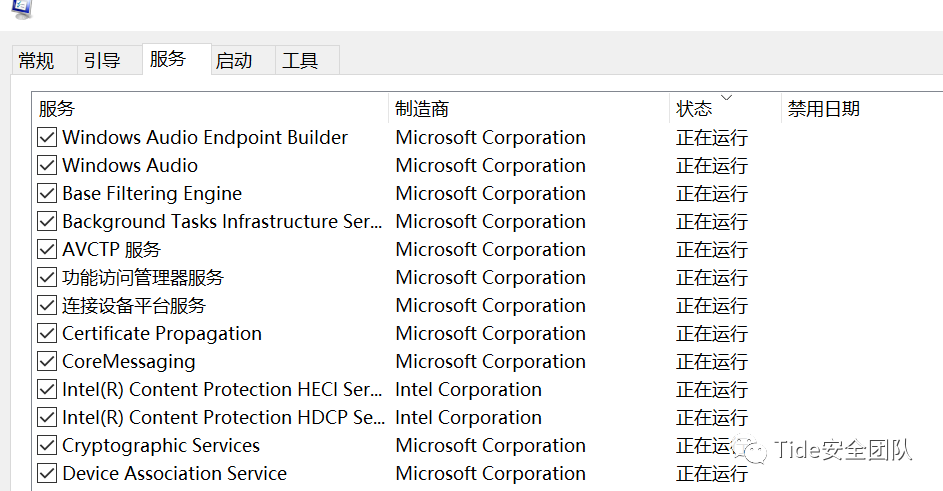 常规 引导 服务 启动 工具
服务 制造商 状态 禁用日期
Windows Audio Endpoint Builder Microsoft Corporation 正在运行
Windows Audio Microsoft Corporation 正在运行
Base Filtering Engine Microsoft Corporation 正在运行
Background Tasks Infrastructure Ser... Microsoft Corporation 正在运行
AVCTP 服务 Microsoft Corporation 正在运行
功能访问管理器服务 Microsoft Corporation 正在运行
连接设备平台服务 Microsoft Corporation 正在运行
Certificate Propagation Microsoft Corporation 正在运行
CoreMessaging Microsoft Corporation 正在运行
Intel(R) Content Protection HECI Ser... Intel Corporation 正在运行
Intel(R) Content Protection HDCP Se... Intel Corporation 正在运行
Cryptographic Services Microsoft Corporation 正在运行
Tide安全团队
Device Association Service Microsoft Corporation 正在运行